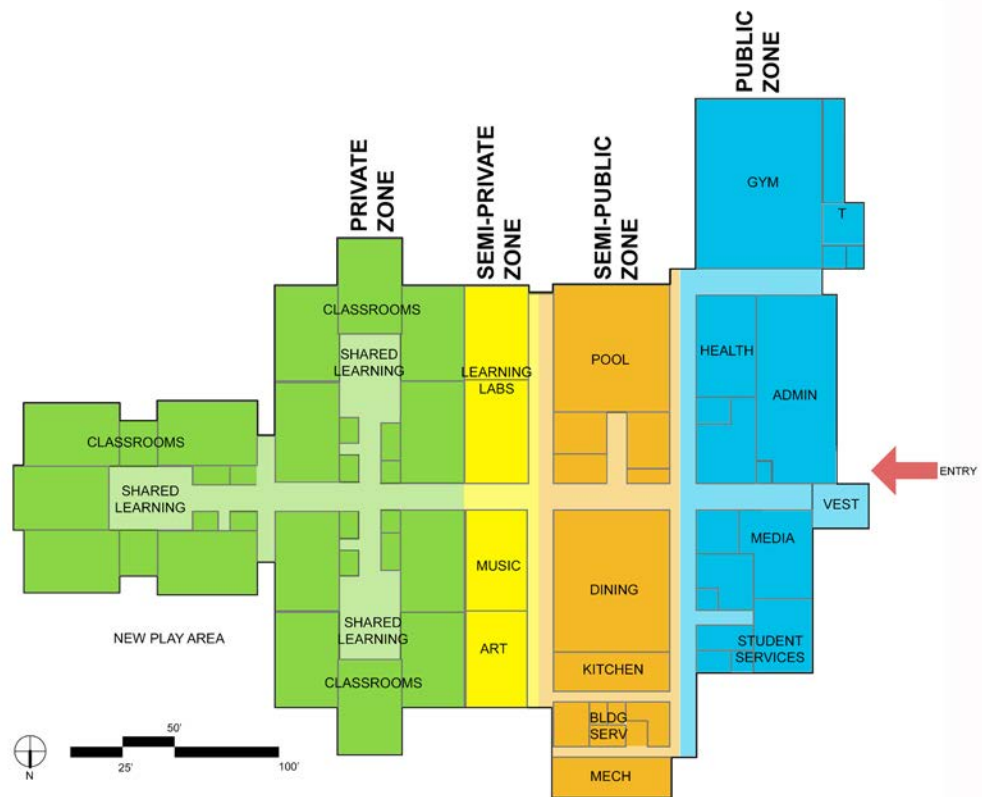 PUBLIC
ZONE
PRIVATE
ZONE
SEMI-PRIVATE
ZONE
SEMI-PUBLIC
ZONE
GYM
T
CLASSROOMS
SHARED
LEARNING
LEARNING
LABS
POOL
HEALTH
ADMIN
CLASSROOMS
SHARED
LEARNING
ENTRY
VEST
MUSIC
DINING
MEDIA
NEW PLAY AREA
SHARED
LEARNING
ART
STUDENT
SERVICES
KITCHEN
CLASSROOMS
BLDG
SERV
MECH
50'
25'
100'
N